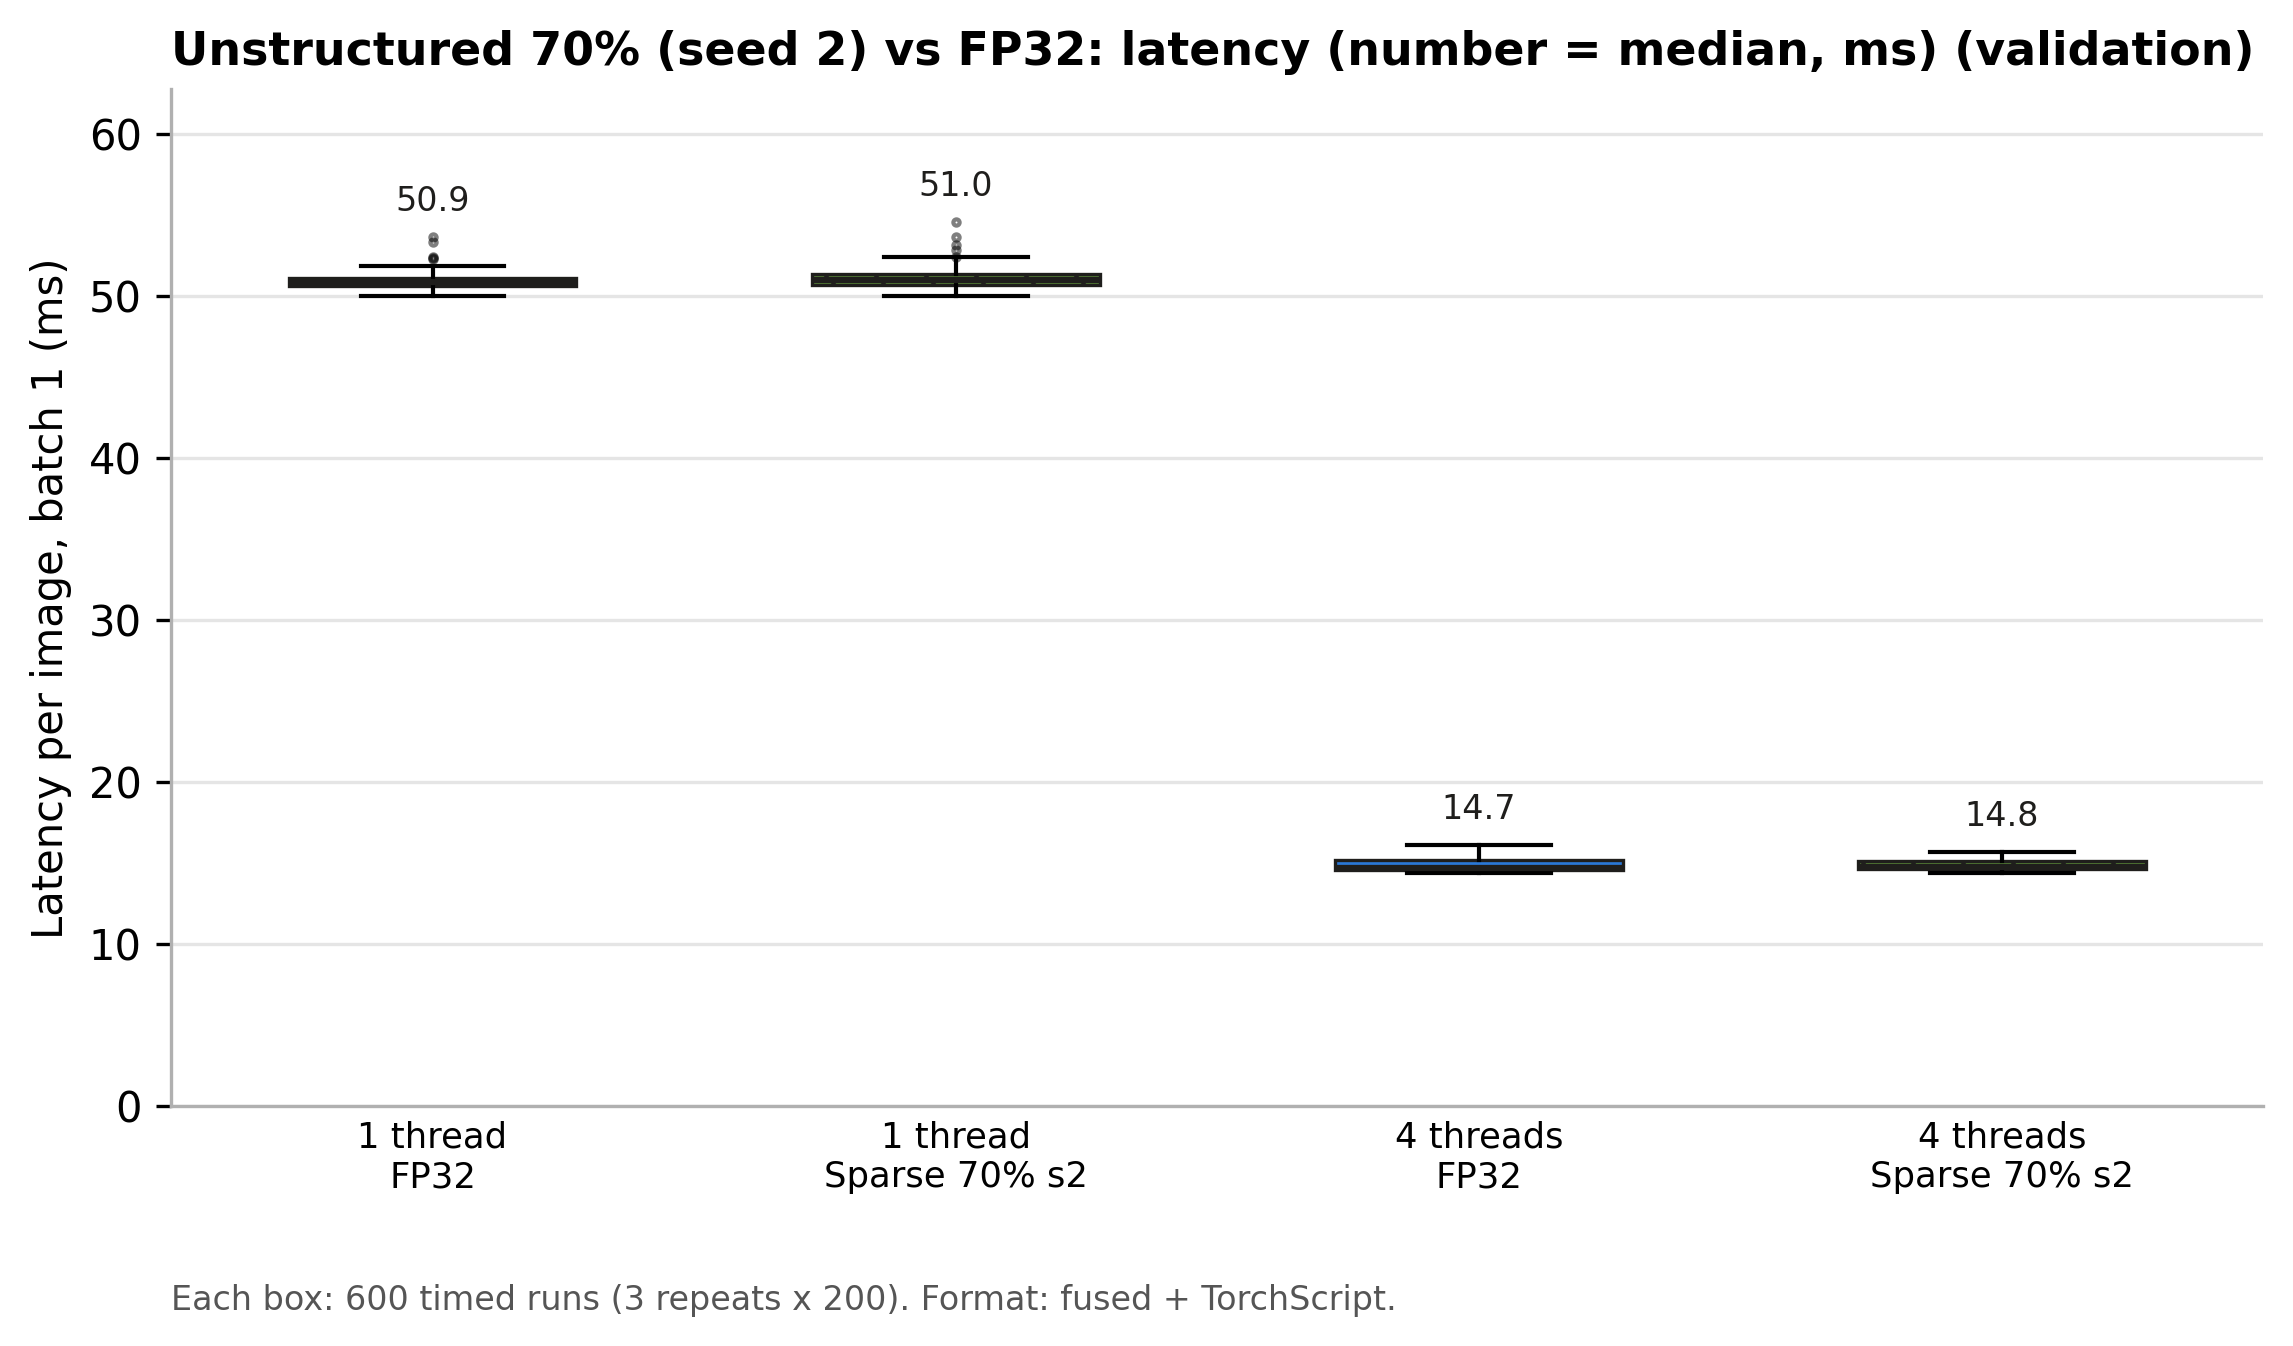 Unstructured 70% (seed 2) vs FP32: latency (number = median, ms) (validation)
Latency per image, batch 1 (ms)
60
50
40
30
20
10
0
50.9
51.0
14.7
14.8
1 thread
FP32
1 thread
Sparse 70% s2
4 threads
FP32
4 threads
Sparse 70% s2
Each box: 600 timed runs (3 repeats x 200). Format: fused + TorchScript.